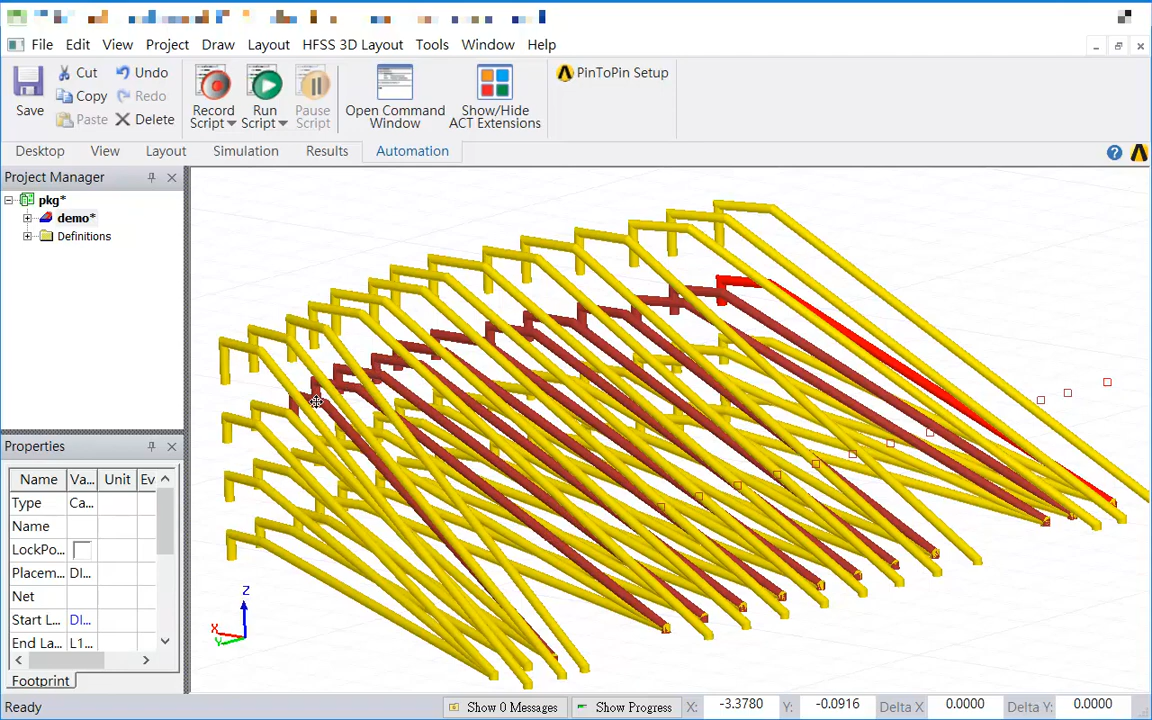 File Edit View Project Draw Layout HFSS 3D Layout Tools Window Help
Save Cut Copy Paste Undo Redo Delete
Record Script Run Script Pause Script Open Command Window Show/Hide ACT Extensions PinToPin Setup
Desktop View Layout Simulation Results Automation
Project Manager
pkg*
demo*
Definitions
Properties
Name Va... Unit Ev
Type Ca...
Name
LockPo...
Placem... DI...
Net
Start L... DI...
End La... L1...
Footprint
Z
X
Y
Ready Show 0 Messages Show Progress X: -3.3780 Y: -0.0916 Delta X 0.0000 Delta Y: 0.0000